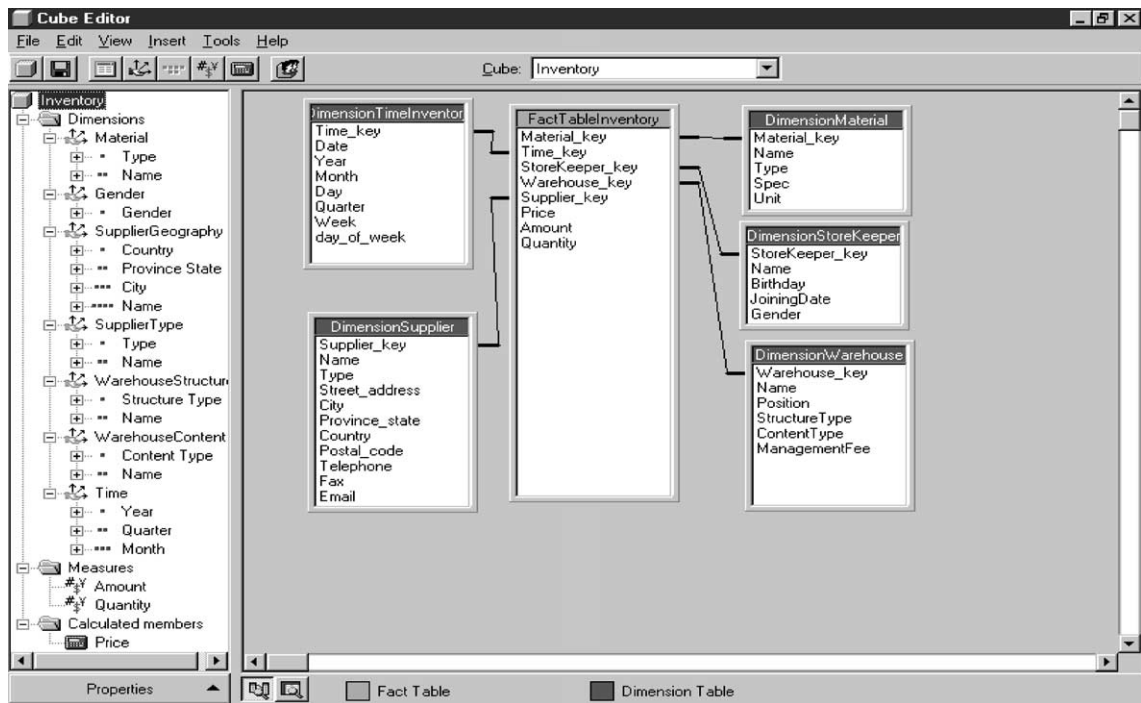 Cube Editor
File Edit View Insert Tools Help
Cube: Inventory
Inventory
Dimensions
Material
Type
Name
Gender
Gender
SupplierGeography
Country
Province State
City
Name
SupplierType
Type
Name
WarehouseStructur
Structure Type
Name
WarehouseContent
Content Type
Name
Time
Year
Quarter
Month
Measures
Amount
Quantity
Calculated members
Price
Properties
DimensionTimeInventor
Time_key
Date
Year
Month
Day
Quarter
Week
day_of_week
DimensionSupplier
Supplier_key
Name
Type
Street_address
City
Province_state
Country
Postal_code
Telephone
Fax
Email
FactTableInventory
Material_key
Time_key
StoreKeeper_key
Warehouse_key
Supplier_key
Price
Amount
Quantity
DimensionMaterial
Material_key
Name
Type
Spec
Unit
DimensionStoreKeeper
StoreKeeper_key
Name
Birthday
JoiningDate
Gender
DimensionWarehouse
Warehouse_key
Name
Position
StructureType
ContentType
ManagementFee
Fact Table
Dimension Table